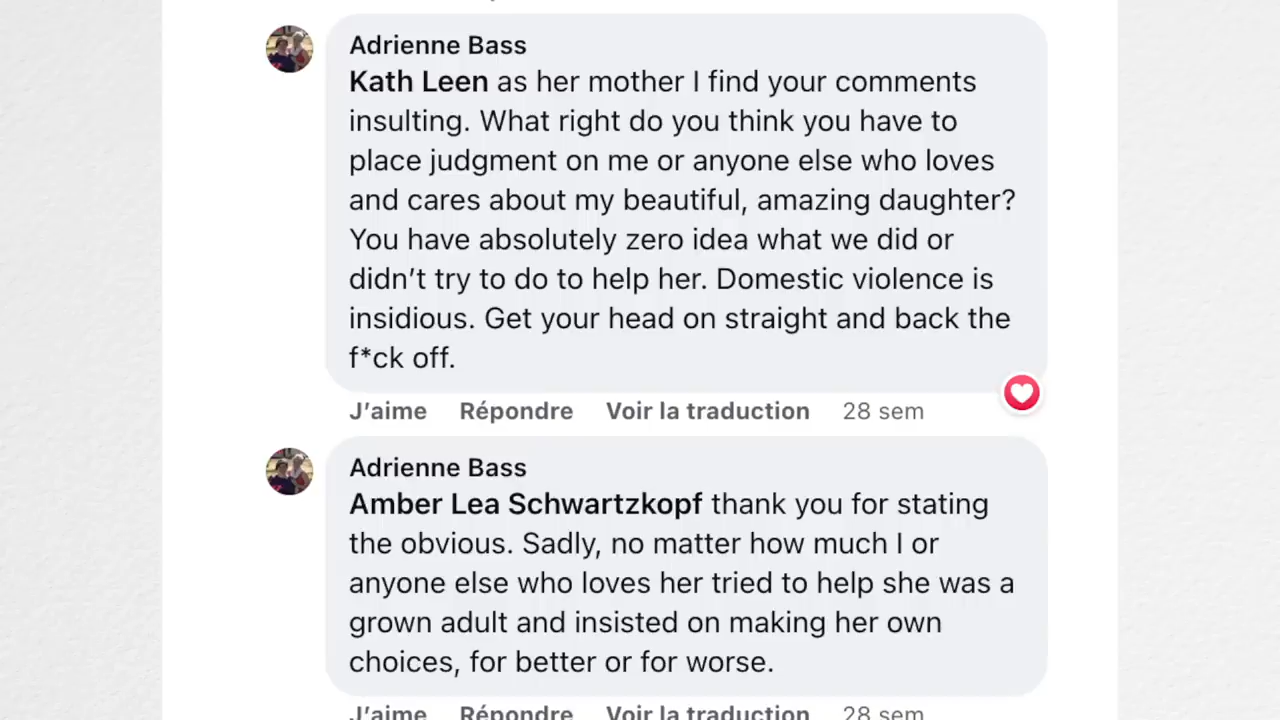 Adrienne Bass
Kath Leen as her mother I find your comments
insulting. What right do you think you have to
place judgment on me or anyone else who loves
and cares about my beautiful, amazing daughter?
You have absolutely zero idea what we did or
didn’t try to do to help her. Domestic violence is
insidious. Get your head on straight and back the
f*ck off.
J’aime Répondre Voir la traduction 28 sem
Adrienne Bass
Amber Lea Schwartzkopf thank you for stating
the obvious. Sadly, no matter how much I or
anyone else who loves her tried to help she was a
grown adult and insisted on making her own
choices, for better or for worse.
J’aime Répondre Voir la traduction 28 sem